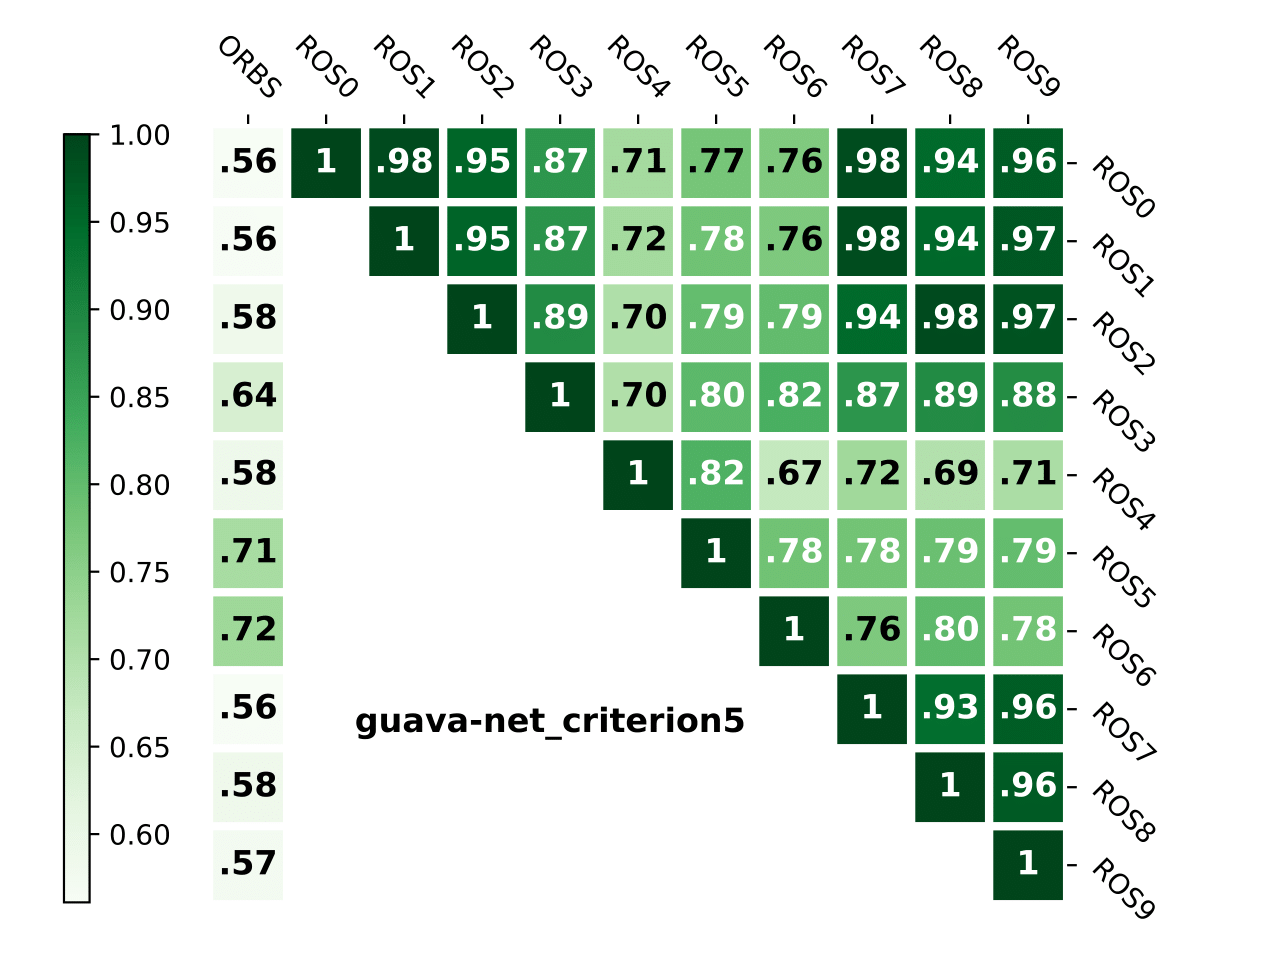 ORBS ROS0 ROS1 ROS2 ROS3 ROS4 ROS5 ROS6 ROS7 ROS8 ROS9
1.00
0.95
0.90
0.85
0.80
0.75
0.70
0.65
0.60
.56 1 .98 .95 .87 .71 .77 .76 .98 .94 .96 ROS0
.56 1 .95 .87 .72 .78 .76 .98 .94 .97 ROS1
.58 1 .89 .70 .79 .79 .94 .98 .97 ROS2
.64 1 .70 .80 .82 .87 .89 .88 ROS3
.58 1 .82 .67 .72 .69 .71 ROS4
.71 1 .78 .78 .79 .79 ROS5
.72 1 .76 .80 .78 ROS6
.56 1 .93 .96 ROS7
guava-net_criterion5
.58 1 .96 ROS8
.57 1 ROS9